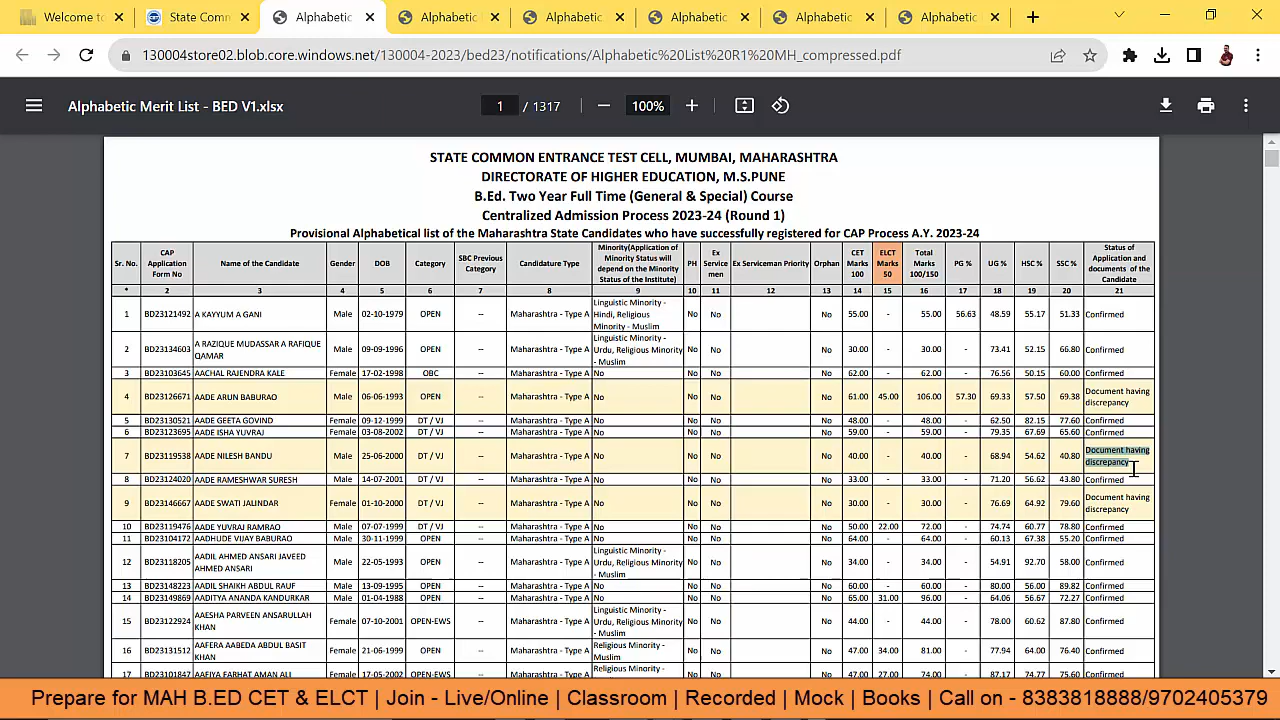 Welcome to
State Comm
Alphabetic
Alphabetic
Alphabetic
Alphabetic
Alphabetic
Alphabetic
130004store02.blob.core.windows.net/130004-2023/bed23/notifications/Alphabetic%20List%20R1%20MH_compressed.pdf
Alphabetic Merit List - BED V1.xlsx
1 / 1317
100%
STATE COMMON ENTRANCE TEST CELL, MUMBAI, MAHARASHTRA
DIRECTORATE OF HIGHER EDUCATION, M.S.PUNE
B.Ed. Two Year Full Time (General & Special) Course
Centralized Admission Process 2023-24 (Round 1)
Provisional Alphabetical list of the Maharashtra State Candidates who have successfully registered for CAP Process A.Y. 2023-24
Sr. No. CAP Application Form No Name of the Candidate Gender DOB Category SBC Previous Category Candidature Type Minority(Application of Minority Status will depend on the Minority Status of the Institute) PH Ex Service men Ex Serviceman Priority Orphan CET Marks 100 ELCT Marks 50 Total Marks 100/150 PG % UG % HSC % SSC % Status of Application and documents of the Candidate
* 2 3 4 5 6 7 8 9 10 11 12 13 14 15 16 17 18 19 20 21
1 BD23121492 A KAYYUM A GANI Male 02-10-1979 OPEN -- Maharashtra - Type A Linguistic Minority - Hindi, Religious Minority - Muslim No No No 55.00 - 55.00 56.63 48.59 55.17 51.33 Confirmed
2 BD23134603 A RAZIQUE MUDASSAR A RAFIQUE QAMAR Male 09-09-1996 OPEN -- Maharashtra - Type A Linguistic Minority - Urdu, Religious Minority - Muslim No No No 30.00 - 30.00 - 73.41 52.15 66.80 Confirmed
3 BD23103645 AACHAL RAJENDRA KALE Female 17-02-1998 OBC -- Maharashtra - Type A No No No No 62.00 - 62.00 - 76.56 50.15 60.00 Confirmed
4 BD23126671 AADE ARUN BABURAO Male 06-06-1993 OPEN -- Maharashtra - Type A No No No No 61.00 45.00 106.00 57.30 69.33 57.50 69.38 Document having discrepancy
5 BD23130521 AADE GEETA GOVIND Female 09-12-1999 DT / VJ -- Maharashtra - Type A No No No No 48.00 - 48.00 - 62.50 82.15 77.60 Confirmed
6 BD23123695 AADE ISHA YUVRAJ Female 03-08-2002 DT / VJ -- Maharashtra - Type A No No No No 59.00 - 59.00 - 79.35 67.69 65.60 Confirmed
7 BD23119538 AADE NILESH BANDU Male 25-06-2000 DT / VJ -- Maharashtra - Type A No No No No 40.00 - 40.00 - 68.94 54.62 40.80 Document having discrepancy
8 BD23124020 AADE RAMESHWAR SURESH Male 14-07-2001 DT / VJ -- Maharashtra - Type A No No No No 33.00 - 33.00 - 71.20 56.62 43.80 Confirmed
9 BD23146667 AADE SWATI JALINDAR Female 01-10-2000 DT / VJ -- Maharashtra - Type A No No No No 30.00 - 30.00 - 76.69 64.92 79.60 Document having discrepancy
10 BD23119476 AADE YUVRAJ RAMRAO Male 07-07-1999 DT / VJ -- Maharashtra - Type A No No No No 50.00 22.00 72.00 - 74.74 60.77 78.80 Confirmed
11 BD23104172 AADHUDE VIJAY BABURAO Male 30-11-1999 OPEN -- Maharashtra - Type A No No No No 64.00 - 64.00 - 60.13 67.38 55.20 Confirmed
12 BD23118205 AADIL AHMED ANSARI JAVEED AHMED ANSARI Male 22-05-1993 OPEN -- Maharashtra - Type A Linguistic Minority - Urdu, Religious Minority - Muslim No No No 34.00 - 34.00 - 54.91 92.70 58.00 Confirmed
13 BD23148223 AADIL SHAIKH ABDUL RAUF Male 13-09-1995 OPEN -- Maharashtra - Type A No No No No 60.00 - 60.00 - 80.00 56.00 89.82 Confirmed
14 BD23149869 AADITYA ANANDA KANDURKAR Male 01-04-1988 OPEN -- Maharashtra - Type A No No No No 65.00 31.00 96.00 - 64.06 56.67 72.27 Confirmed
15 BD23122924 AAESHA PARVEEN ANSARULLAH KHAN Female 07-10-2001 OPEN-EWS -- Maharashtra - Type A Linguistic Minority - Urdu, Religious Minority - Muslim No No No 44.00 - 44.00 - 78.00 60.62 87.80 Confirmed
16 BD23131512 AAFERA AABEDA ABDUL BASIT KHAN Female 21-06-1999 OPEN -- Maharashtra - Type A Religious Minority - Muslim No No No 47.00 34.00 81.00 - 77.94 64.00 76.40 Confirmed
17 BD23101847 AAFIYA FARHAT AMAN ALI Female 17-05-2002 OPEN-EWS -- Maharashtra - Type A Religious Minority - No No No 47.00 27.00 74.00 - 87.17 74.77 75.60 Confirmed
Prepare for MAH B.ED CET & ELCT | Join - Live/Online | Classroom | Recorded | Mock | Books | Call on - 8383818888/9702405379